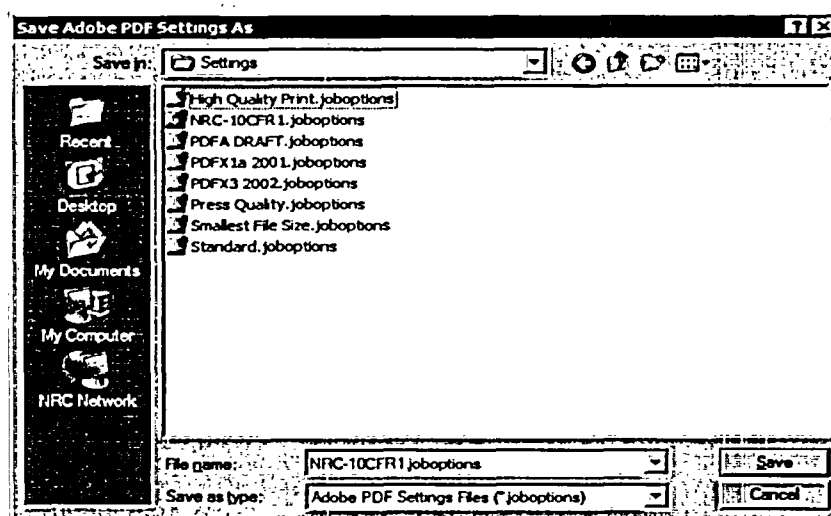 Save Adobe PDF Settings As
Save in: Settings
High Quality Print.joboptions
NRC-10CFR1.joboptions
PDFA DRAFT.joboptions
PDFX1a 2001.joboptions
PDFX3 2002.joboptions
Press Quality.joboptions
Smallest File Size.joboptions
Standard.joboptions
Recent
Desktop
My Documents
My Computer
NRC Network
File name: NRC-10CFR1.joboptions
Save
Save as type: Adobe PDF Settings Files (*.joboptions)
Cancel